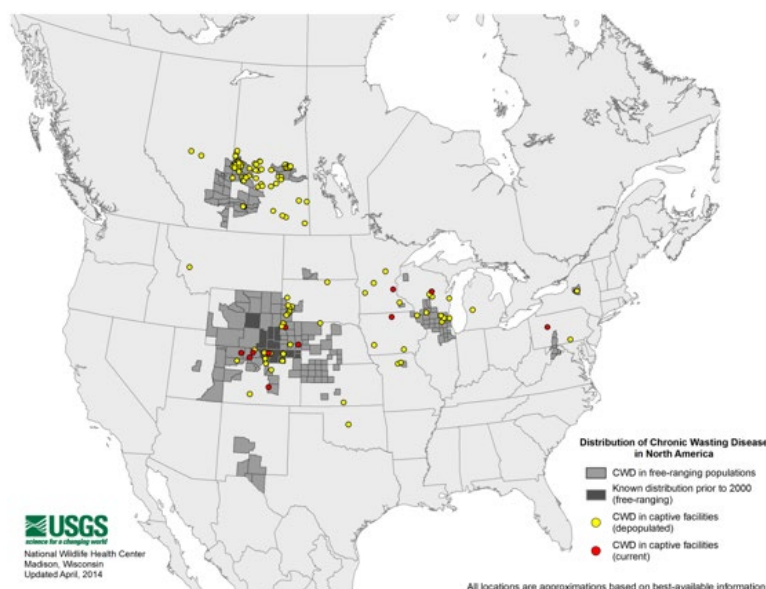 Distribution of Chronic Wasting Disease
in North America
CWD in free-ranging populations
Known distribution prior to 2000
(free-ranging)
CWD in captive facilities
(depopulated)
CWD in captive facilities
(current)
USGS
science for a changing world
National Wildlife Health Center
Madison, Wisconsin
Updated April, 2014
All locations are approximations based on best-available information